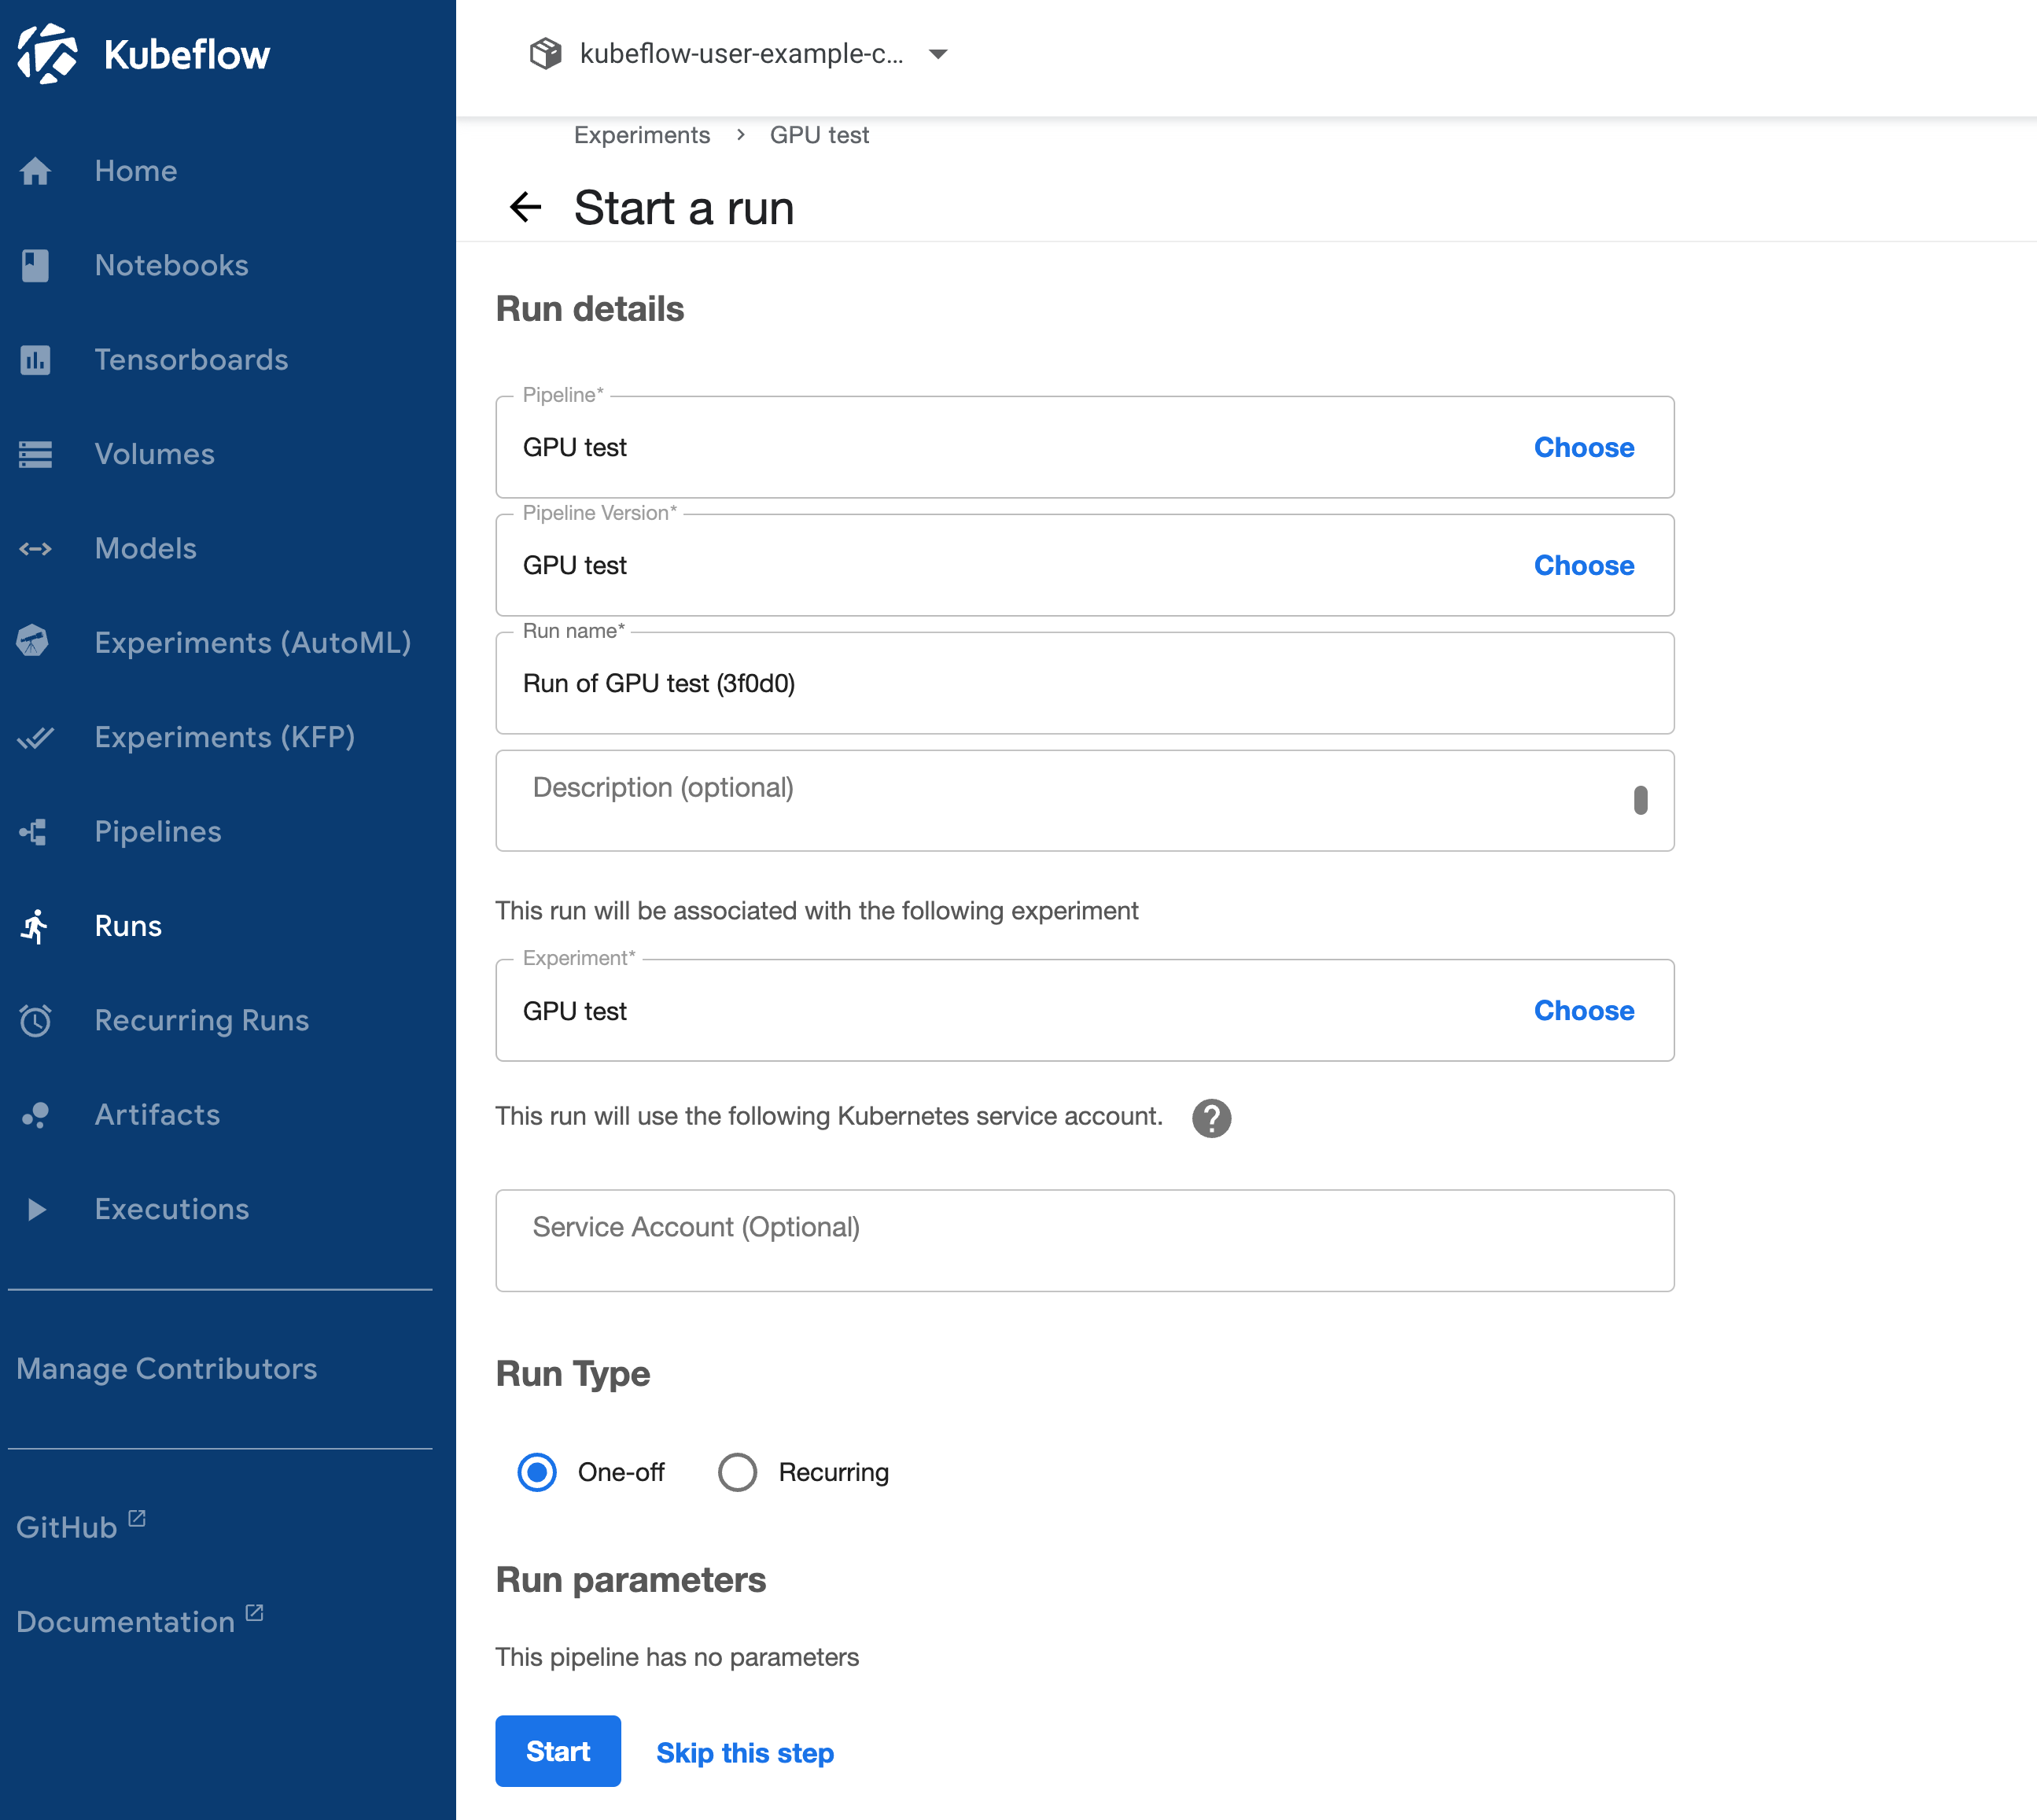 Kubeflow
Home
Notebooks
Tensorboards
Volumes
Models
Experiments (AutoML)
Experiments (KFP)
Pipelines
Runs
Recurring Runs
Artifacts
Executions
Manage Contributors
GitHub
Documentation
kubeflow-user-example-c...
Experiments > GPU test
Start a run
Run details
Pipeline*
GPU test Choose
Pipeline Version*
GPU test Choose
Run name*
Run of GPU test (3f0d0)
Description (optional)
This run will be associated with the following experiment
Experiment*
GPU test Choose
This run will use the following Kubernetes service account. ?
Service Account (Optional)
Run Type
One-off Recurring
Run parameters
This pipeline has no parameters
Start Skip this step